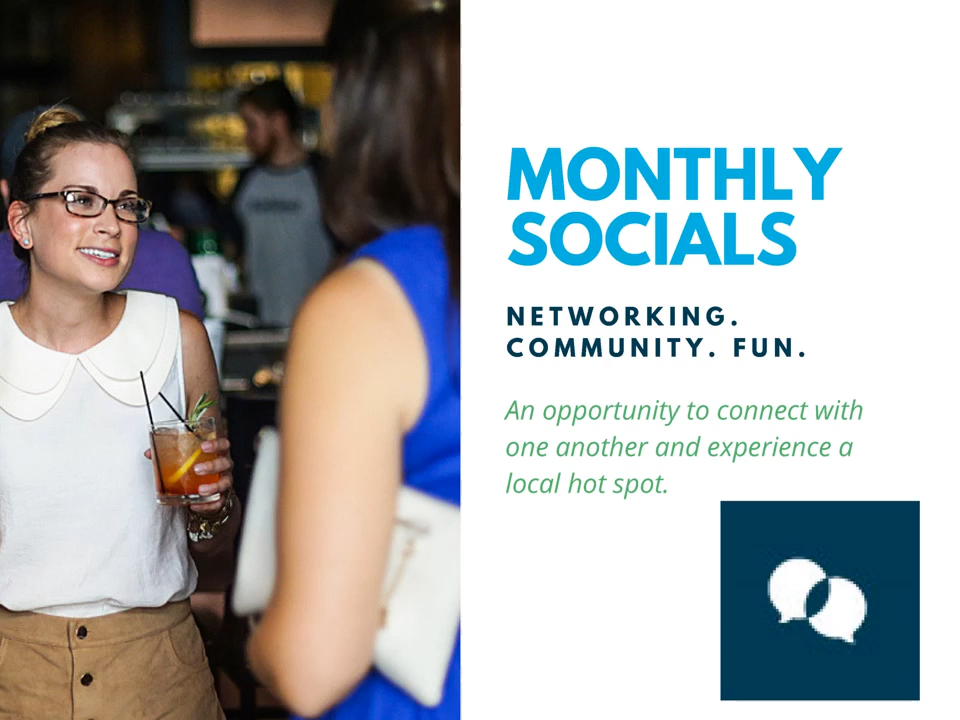 MONTHLY
SOCIALS
NETWORKING.
COMMUNITY. FUN.
An opportunity to connect with
one another and experience a
local hot spot.